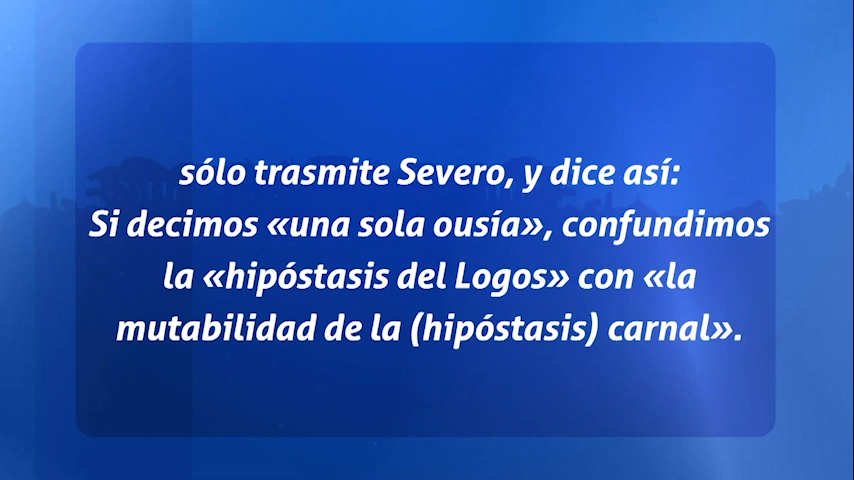 sólo trasmite Severo, y dice así:
Si decimos «una sola ousía», confundimos
la «hipóstasis del Logos» con «la
mutabilidad de la (hipóstasis) carnal».